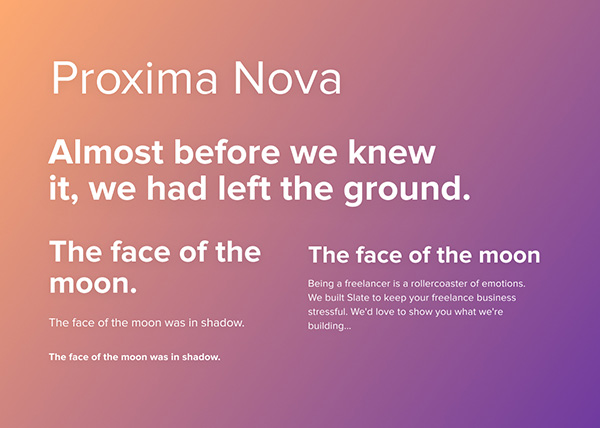 Proxima Nova
Almost before we knew
it, we had left the ground.
The face of the
moon.
The face of the moon was in shadow.
The face of the moon was in shadow.
The face of the moon
Being a freelancer is a rollercoaster of emotions.
We built Slate to keep your freelance business
stressful. We'd love to show you what we're
building...